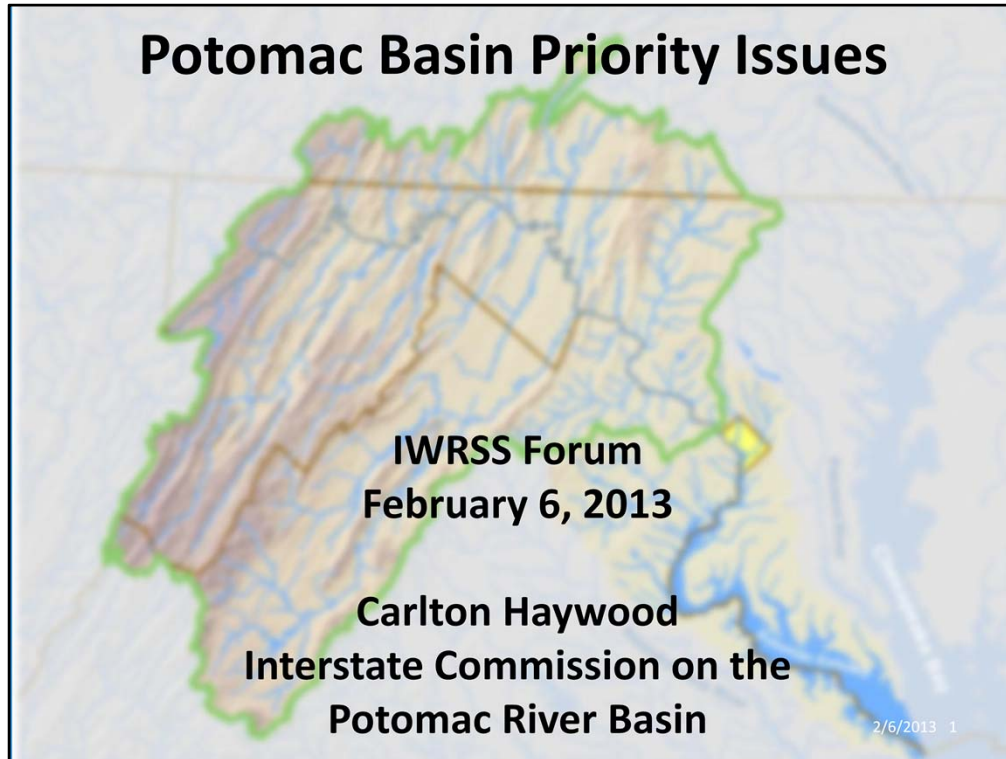 Potomac Basin Priority Issues
IWRSS Forum
February 6, 2013
Carlton Haywood
Interstate Commission on the
Potomac River Basin
2/6/2013 1